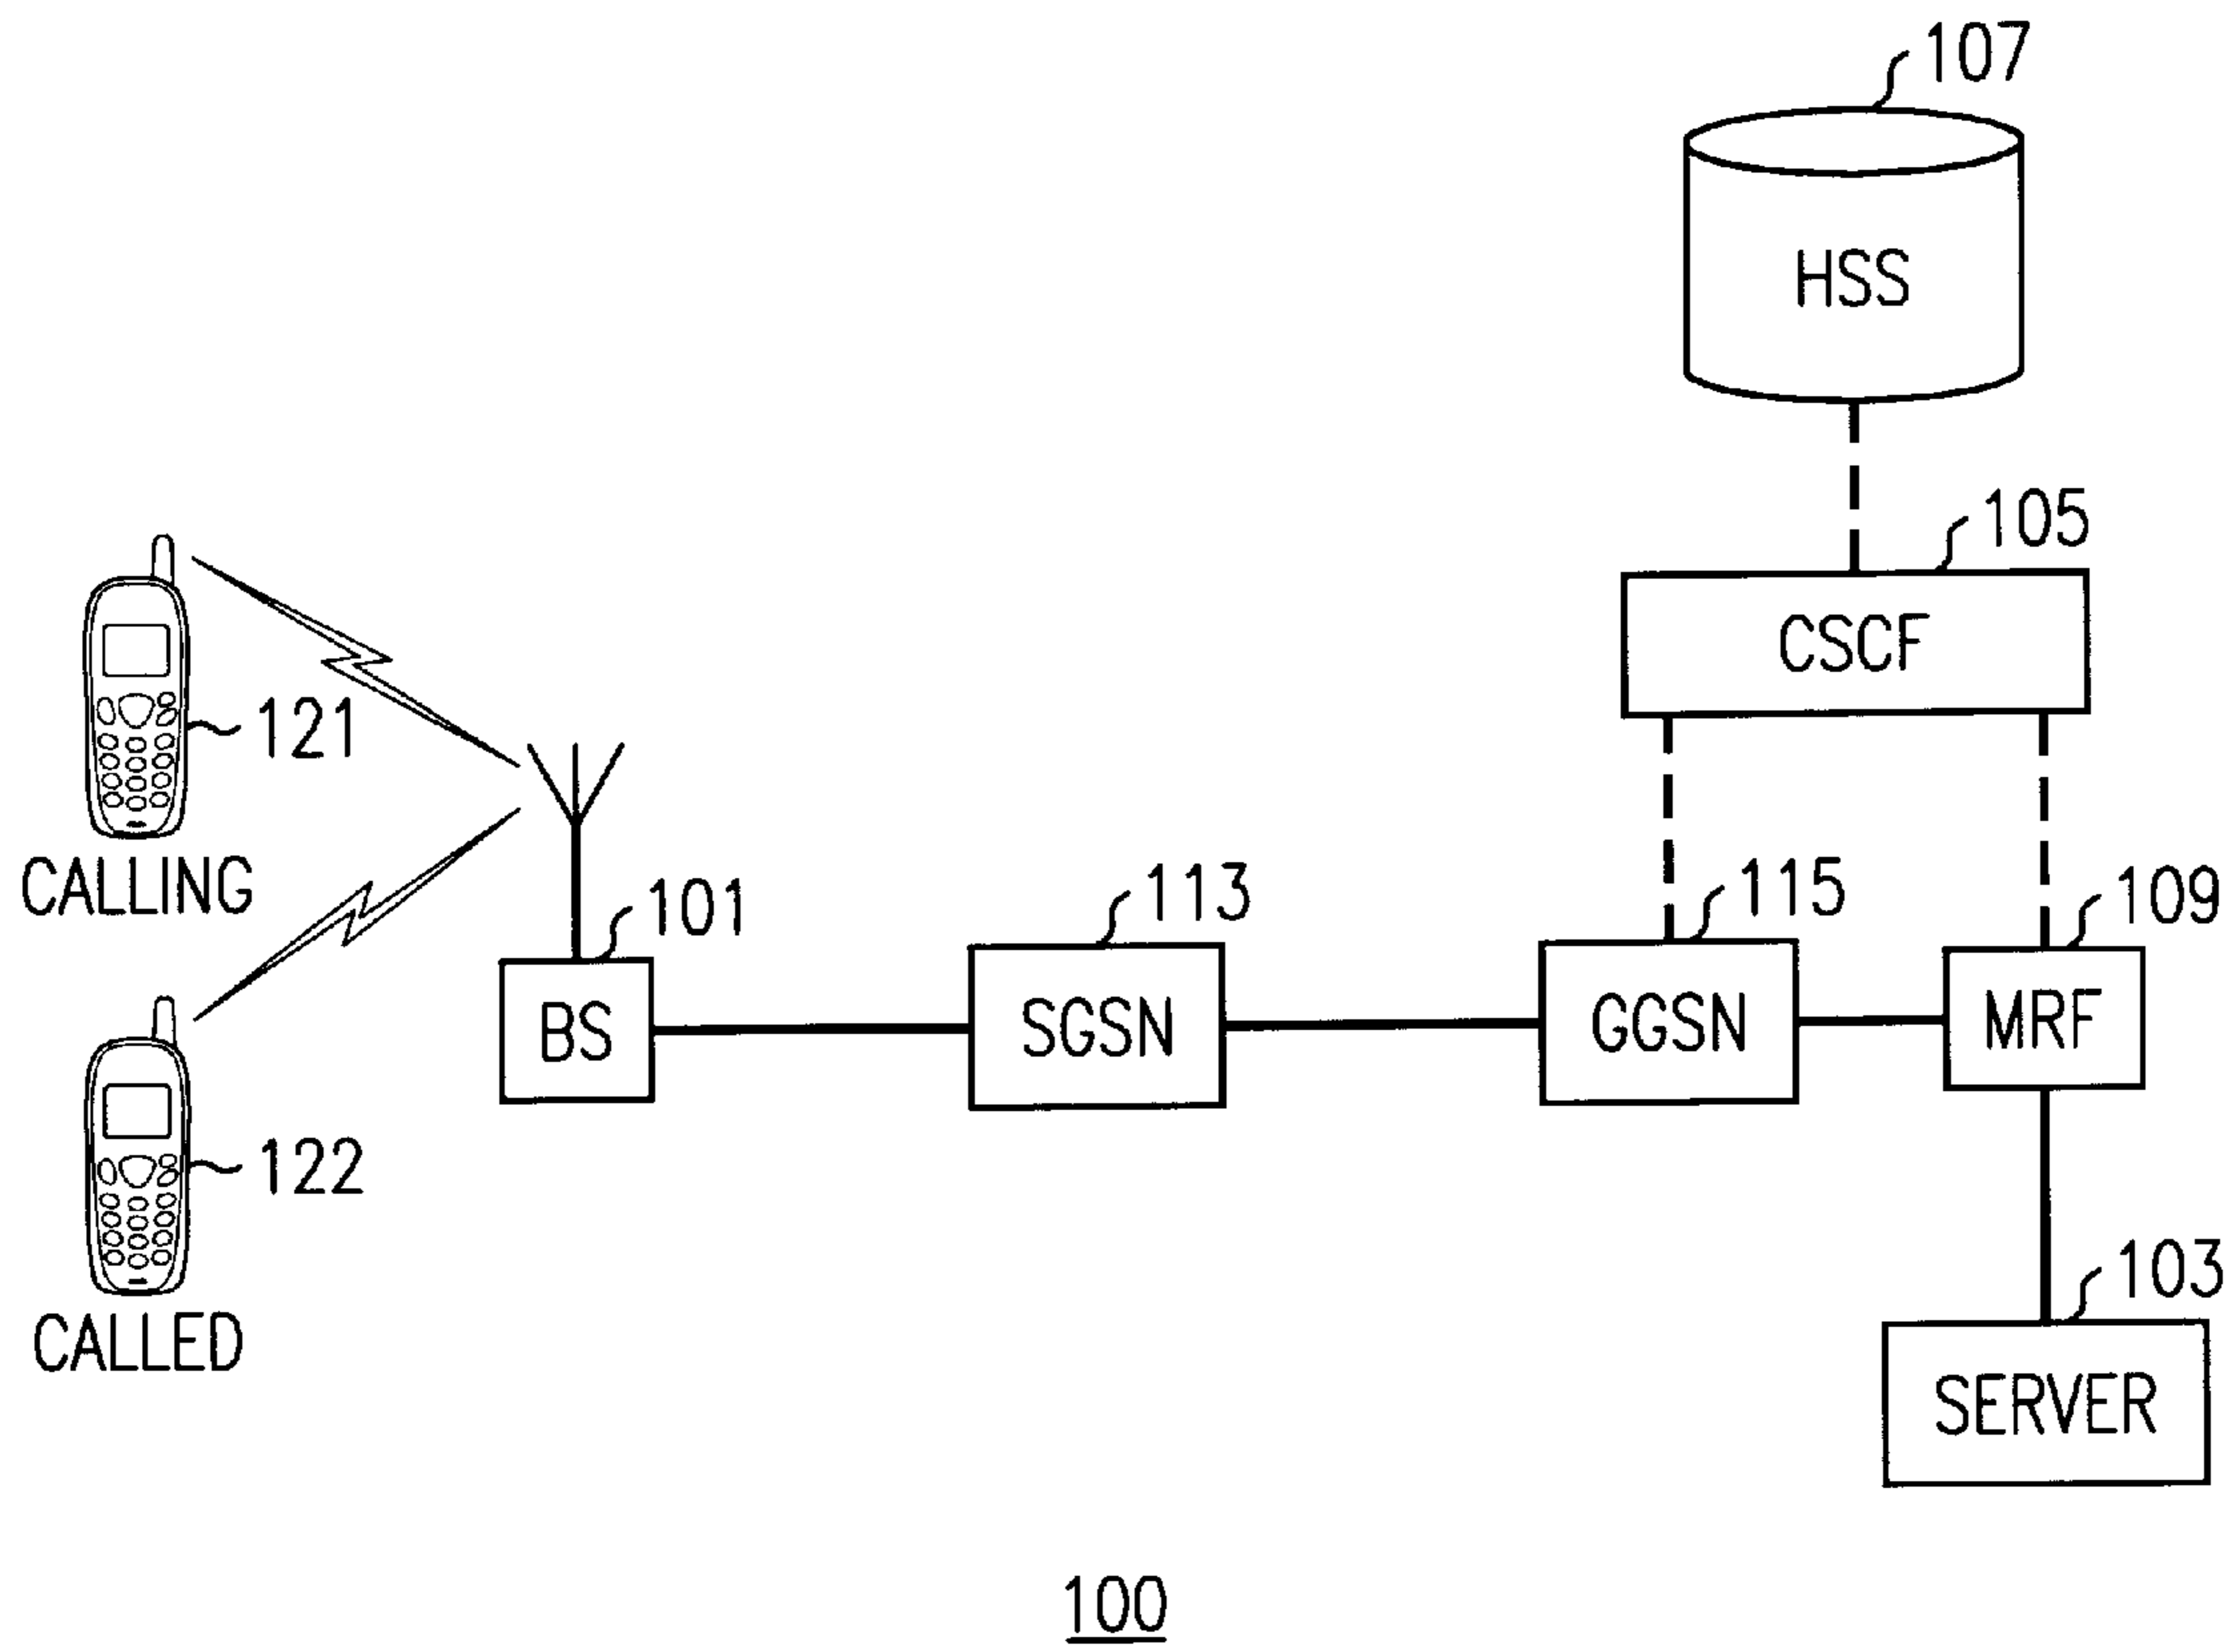 107
HSS
105
CSCF
121
CALLING
101
BS
113
SGSN
115
GGSN
109
MRF
122
CALLED
103
SERVER
100